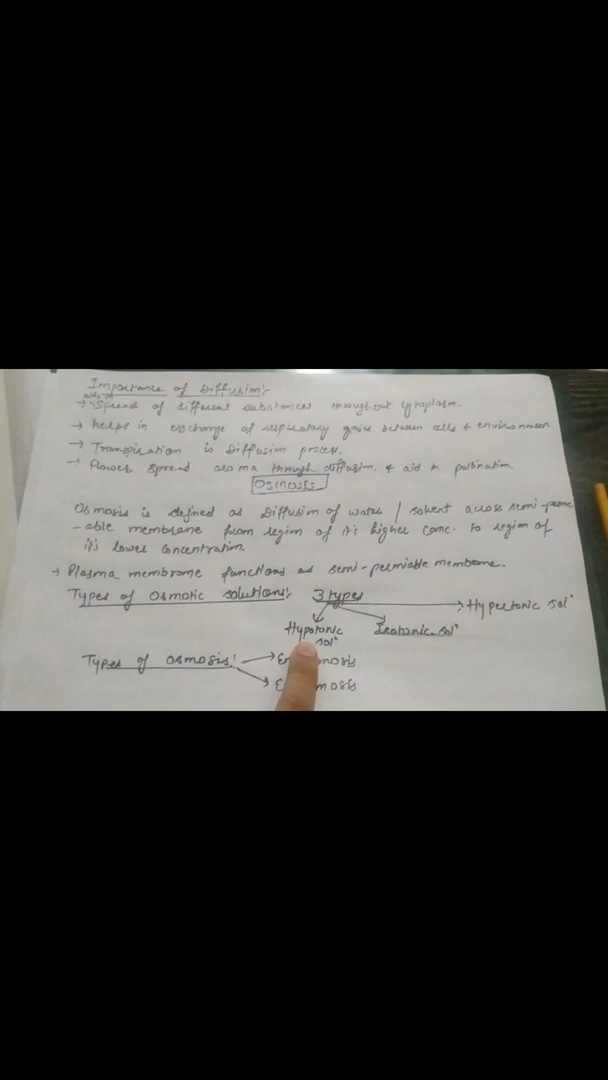 Importance of Diffusion:-
→ Spread of different substances throughout cytoplasm.
→ helps in exchange of respiratory gases between cells & environment
→ Transpiration is Diffusion process.
→ Flower spread aroma through diffusion & aid in pollination.
Osmosis
Osmosis is defined as Diffusion of water / solvent across semi-perme
-able membrane from region of it's higher conc. to region of
it's lower concentration.
→ Plasma membrane functions as semi-permiable membrane.
Types of Osmotic solutions: 3 types
→ Hypertonic solⁿ
Hypotonic Isotonic solⁿ
solⁿ
Types of Osmosis! → mosis
→ mosis